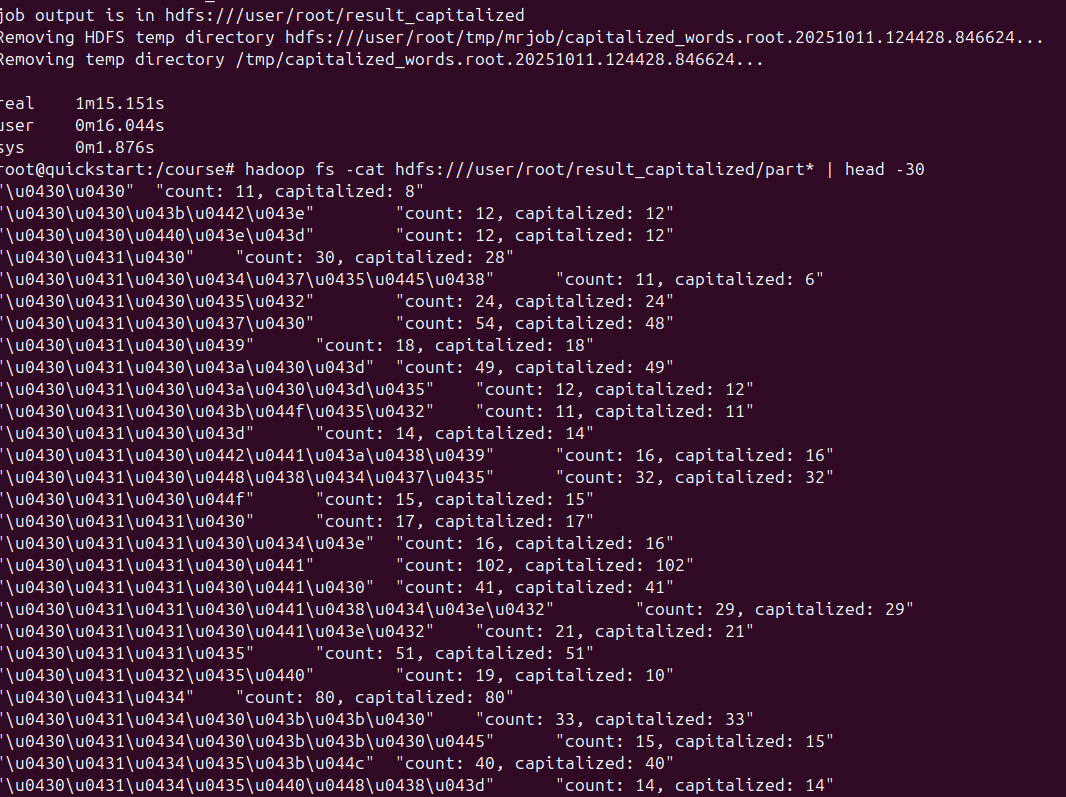 job output is in hdfs:///user/root/result_capitalized
Removing HDFS temp directory hdfs:///user/root/tmp/mrjob/capitalized_words.root.20251011.124428.846624...
Removing temp directory /tmp/capitalized_words.root.20251011.124428.846624...
real    1m15.151s
user    0m16.044s
sys     0m1.876s
root@quickstart:/course# hadoop fs -cat hdfs:///user/root/result_capitalized/part* | head -30
"\u0430\u0430"  "count: 11, capitalized: 8"
"\u0430\u0430\u043b\u0442\u043e"        "count: 12, capitalized: 12"
"\u0430\u0430\u0440\u043e\u043d"        "count: 12, capitalized: 12"
"\u0430\u0431\u0430"    "count: 30, capitalized: 28"
"\u0430\u0431\u0430\u0434\u0437\u0435\u0445\u0438"      "count: 11, capitalized: 6"
"\u0430\u0431\u0430\u0435\u0432"        "count: 24, capitalized: 24"
"\u0430\u0431\u0430\u0437\u0430"        "count: 54, capitalized: 48"
"\u0430\u0431\u0430\u0439"      "count: 18, capitalized: 18"
"\u0430\u0431\u0430\u043a\u0430\u043d"  "count: 49, capitalized: 49"
"\u0430\u0431\u0430\u043a\u0430\u043d\u0435"    "count: 12, capitalized: 12"
"\u0430\u0431\u0430\u043b\u044f\u0435\u0432"    "count: 11, capitalized: 11"
"\u0430\u0431\u0430\u043d"      "count: 14, capitalized: 14"
"\u0430\u0431\u0430\u0442\u0441\u043a\u0438\u0439"      "count: 16, capitalized: 16"
"\u0430\u0431\u0430\u0448\u0438\u0434\u0437\u0435"      "count: 32, capitalized: 32"
"\u0430\u0431\u0430\u044f"      "count: 15, capitalized: 15"
"\u0430\u0431\u0431\u0430"      "count: 17, capitalized: 17"
"\u0430\u0431\u0431\u0430\u0434\u043e"  "count: 16, capitalized: 16"
"\u0430\u0431\u0431\u0430\u0441"        "count: 102, capitalized: 102"
"\u0430\u0431\u0431\u0430\u0441\u0430"  "count: 41, capitalized: 41"
"\u0430\u0431\u0431\u0430\u0441\u0438\u0434\u043e\u0432"        "count: 29, capitalized: 29"
"\u0430\u0431\u0431\u0430\u0441\u043e\u0432"    "count: 21, capitalized: 21"
"\u0430\u0431\u0431\u0435"      "count: 51, capitalized: 51"
"\u0430\u0431\u0432\u0435\u0440"        "count: 19, capitalized: 10"
"\u0430\u0431\u0434"    "count: 80, capitalized: 80"
"\u0430\u0431\u0434\u0430\u043b\u043b\u0430"    "count: 33, capitalized: 33"
"\u0430\u0431\u0434\u0430\u043b\u043b\u0430\u0445"      "count: 15, capitalized: 15"
"\u0430\u0431\u0434\u0435\u043b\u044c"  "count: 40, capitalized: 40"
"\u0430\u0431\u0434\u0435\u0440\u0448\u043d"      "count: 14, capitalized: 14"